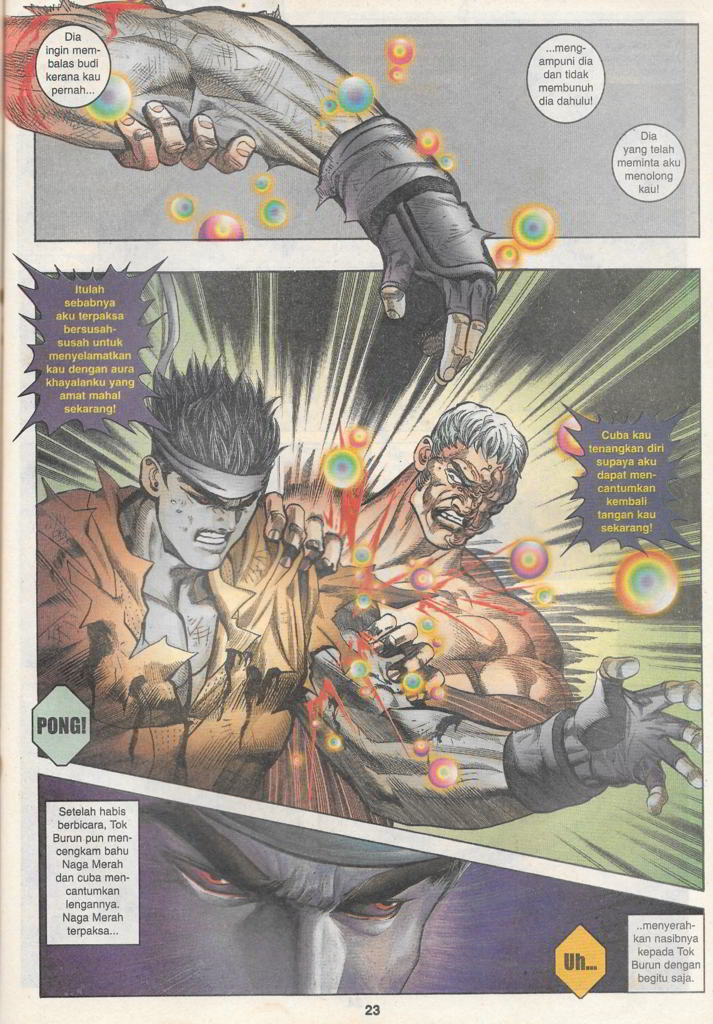 Dia
ingin mem-
balas budi
kerana kau
pernah...
...meng-
ampuni dia
dan tidak
membunuh
dia dahulu!
Dia
yang telah
meminta aku
menolong
kau!
Itulah
sebabnya
aku terpaksa
bersusah-
susah untuk
menyelamatkan
kau dengan aura
khayalanku yang
amat mahal
sekarang!
Cuba kau
tenangkan diri
supaya aku
dapat men-
cantumkan
kembali
tangan kau
sekarang!
PONG!
Setelah habis
berbicara, Tok
Burun pun men-
cengkam bahu
Naga Merah
dan cuba men-
cantumkan
lengannya.
Naga Merah
terpaksa...
Uh...
..menyerah-
kan nasibnya
kepada Tok
Burun dengan
begitu saja.
23